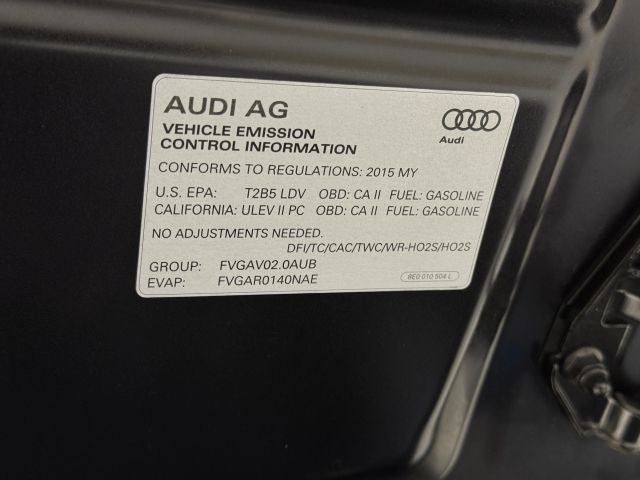 AUDI AG
Audi
VEHICLE EMISSION
CONTROL INFORMATION
CONFORMS TO REGULATIONS: 2015 MY
U.S. EPA: T2B5 LDV OBD: CA II FUEL: GASOLINE
CALIFORNIA: ULEV II PC OBD: CA II FUEL: GASOLINE
NO ADJUSTMENTS NEEDED.
DFI/TC/CAC/TWC/WR-HO2S/HO2S
GROUP: FVGAV02.0AUB
EVAP: FVGAR0140NAE
8E0 010 504 L